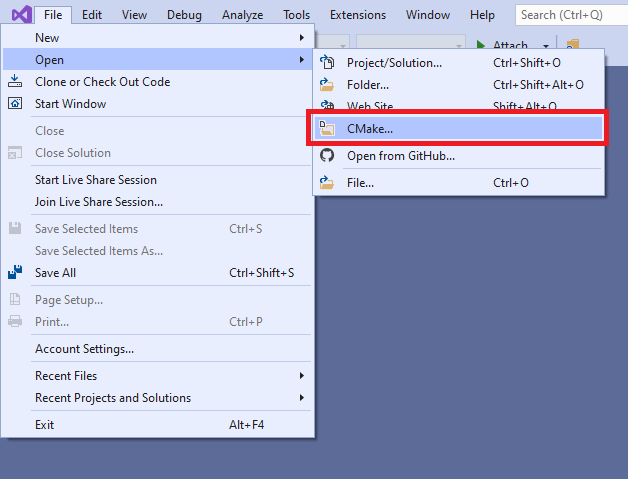 File Edit View Debug Analyze Tools Extensions Window Help Search (Ctrl+Q)
Attach
New
Open
Clone or Check Out Code
Start Window
Close
Close Solution
Start Live Share Session
Join Live Share Session...
Save Selected Items Ctrl+S
Save Selected Items As...
Save All Ctrl+Shift+S
Page Setup...
Print... Ctrl+P
Account Settings...
Recent Files
Recent Projects and Solutions
Exit Alt+F4
Project/Solution... Ctrl+Shift+O
Folder... Ctrl+Shift+Alt+O
Web Site Shift+Alt+O
CMake...
Open from GitHub...
File... Ctrl+O